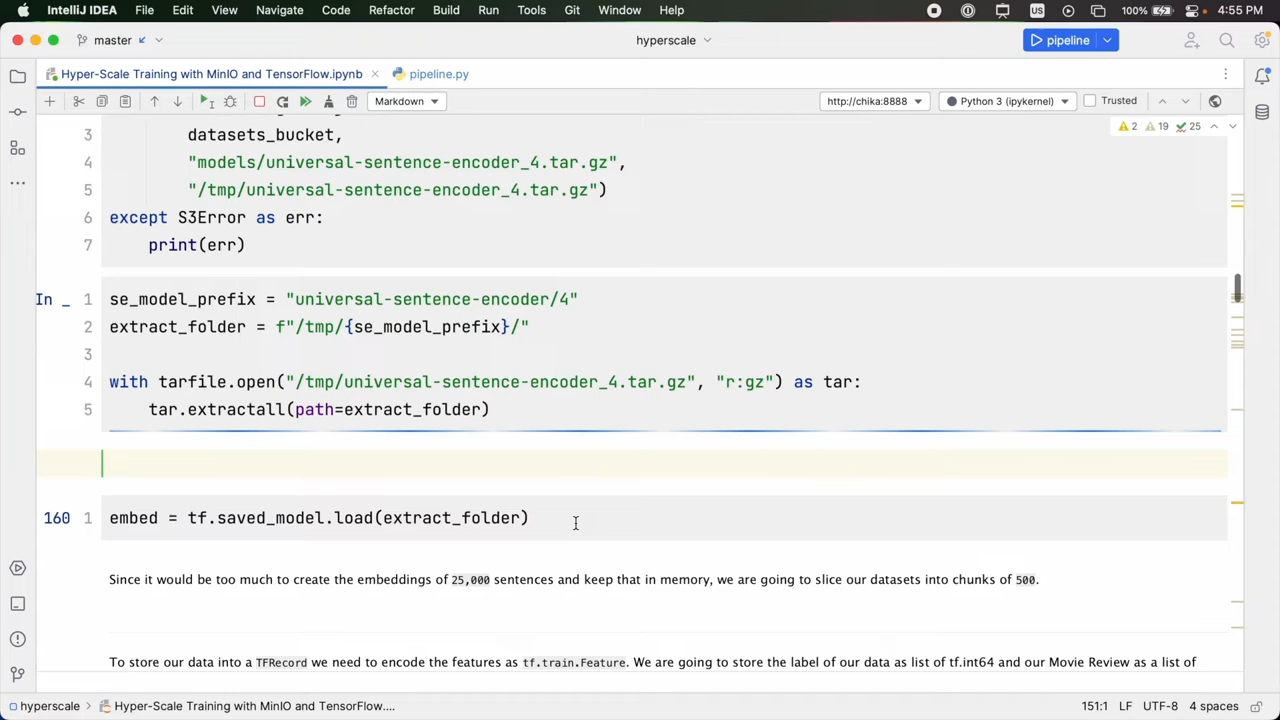 IntelliJ IDEA File Edit View Navigate Code Refactor Build Run Tools Git Window Help US 100% 4:55 PM
master hyperscale pipeline
Hyper-Scale Training with MinIO and TensorFlow.ipynb pipeline.py
Markdown http://chika:8888 Python 3 (ipykernel) Trusted
2 19 25
3 datasets_bucket,
4 "models/universal-sentence-encoder_4.tar.gz",
5 "/tmp/universal-sentence-encoder_4.tar.gz")
6 except S3Error as err:
7 print(err)
In _ 1 se_model_prefix = "universal-sentence-encoder/4"
2 extract_folder = f"/tmp/{se_model_prefix}/"
3
4 with tarfile.open("/tmp/universal-sentence-encoder_4.tar.gz", "r:gz") as tar:
5 tar.extractall(path=extract_folder)
160 1 embed = tf.saved_model.load(extract_folder)
Since it would be too much to create the embeddings of 25,000 sentences and keep that in memory, we are going to slice our datasets into chunks of 500.
To store our data into a TFRecord we need to encode the features as tf.train.Feature. We are going to store the label of our data as list of tf.int64 and our Movie Review as a list of
hyperscale Hyper-Scale Training with MinIO and TensorFlow.... 151:1 LF UTF-8 4 spaces